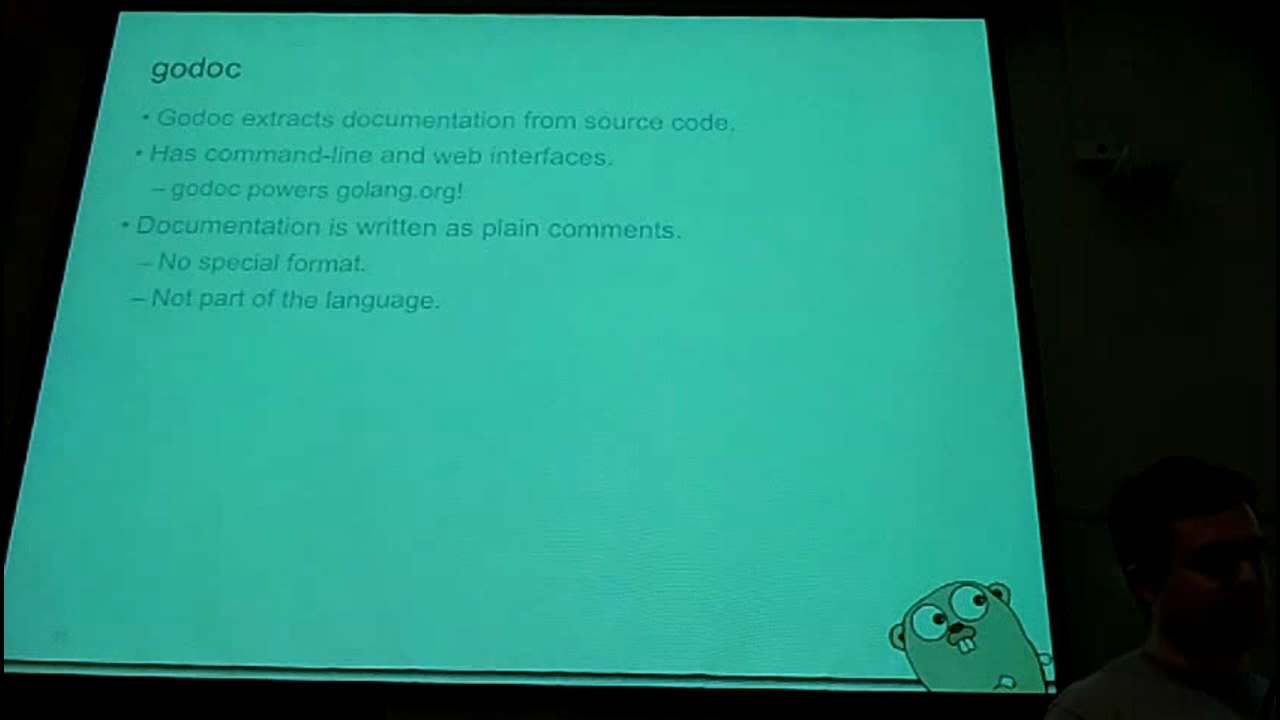 godoc
• Godoc extracts documentation from source code.
• Has command-line and web interfaces.
– godoc powers golang.org!
• Documentation is written as plain comments.
– No special format.
– Not part of the language.